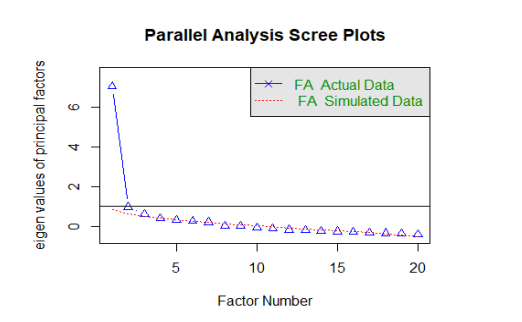 Parallel Analysis Scree Plots
eigen values of principal factors
FA Actual Data
FA Simulated Data
6
4
2
0
5
10
15
20
Factor Number